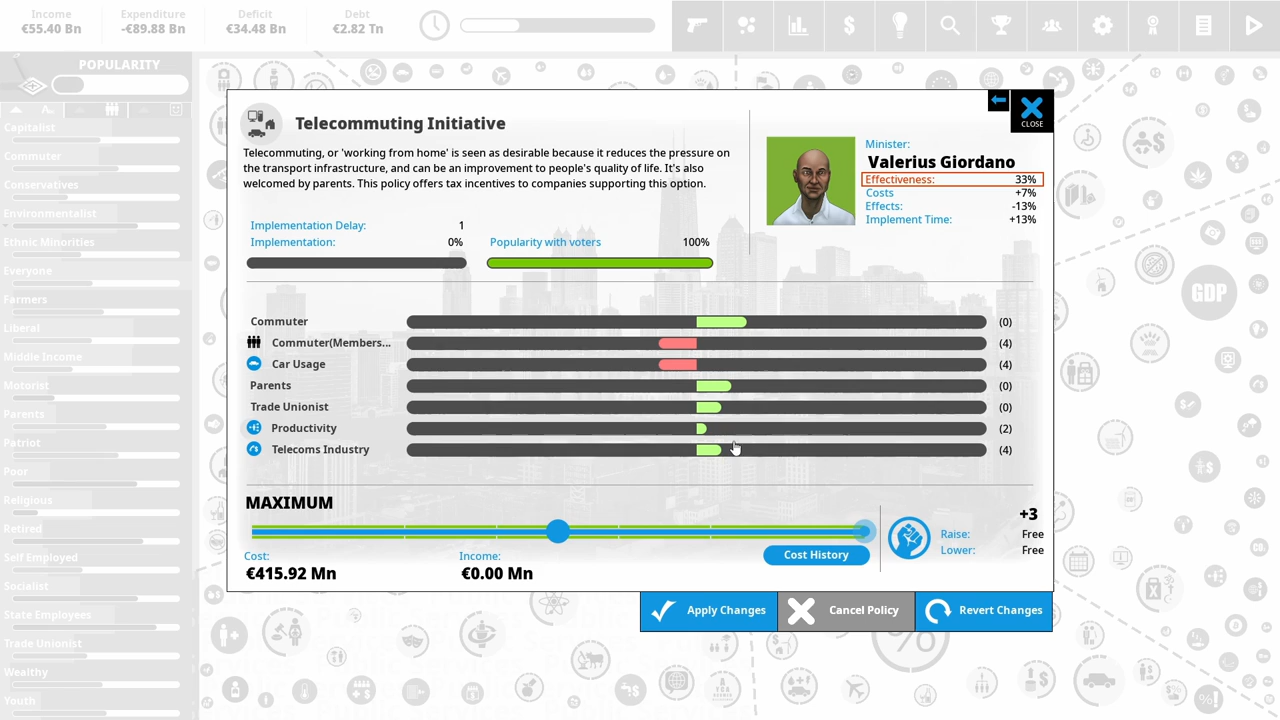 Income
€55.40 Bn
Expenditure
-€89.88 Bn
Deficit
€34.48 Bn
Debt
€2.82 Tn
POPULARITY
Capitalist
Commuter
Conservatives
Environmentalist
Ethnic Minorities
Everyone
Farmers
Liberal
Middle Income
Motorist
Parents
Patriot
Poor
Religious
Retired
Self Employed
Socialist
State Employees
Trade Unionist
Wealthy
Youth
Telecommuting Initiative
Telecommuting, or 'working from home' is seen as desirable because it reduces the pressure on
the transport infrastructure, and can be an improvement to people's quality of life. It's also
welcomed by parents. This policy offers tax incentives to companies supporting this option.
Implementation Delay: 1
Implementation: 0%
Popularity with voters 100%
CLOSE
Minister:
Valerius Giordano
Effectiveness: 33%
Costs +7%
Effects: -13%
Implement Time: +13%
Commuter (0)
Commuter(Members... (4)
Car Usage (4)
Parents (0)
Trade Unionist (0)
Productivity (2)
Telecoms Industry (4)
MAXIMUM
Cost:
€415.92 Mn
Income:
€0.00 Mn
Cost History
+3
Raise: Free
Lower: Free
Apply Changes
Cancel Policy
Revert Changes
GDP